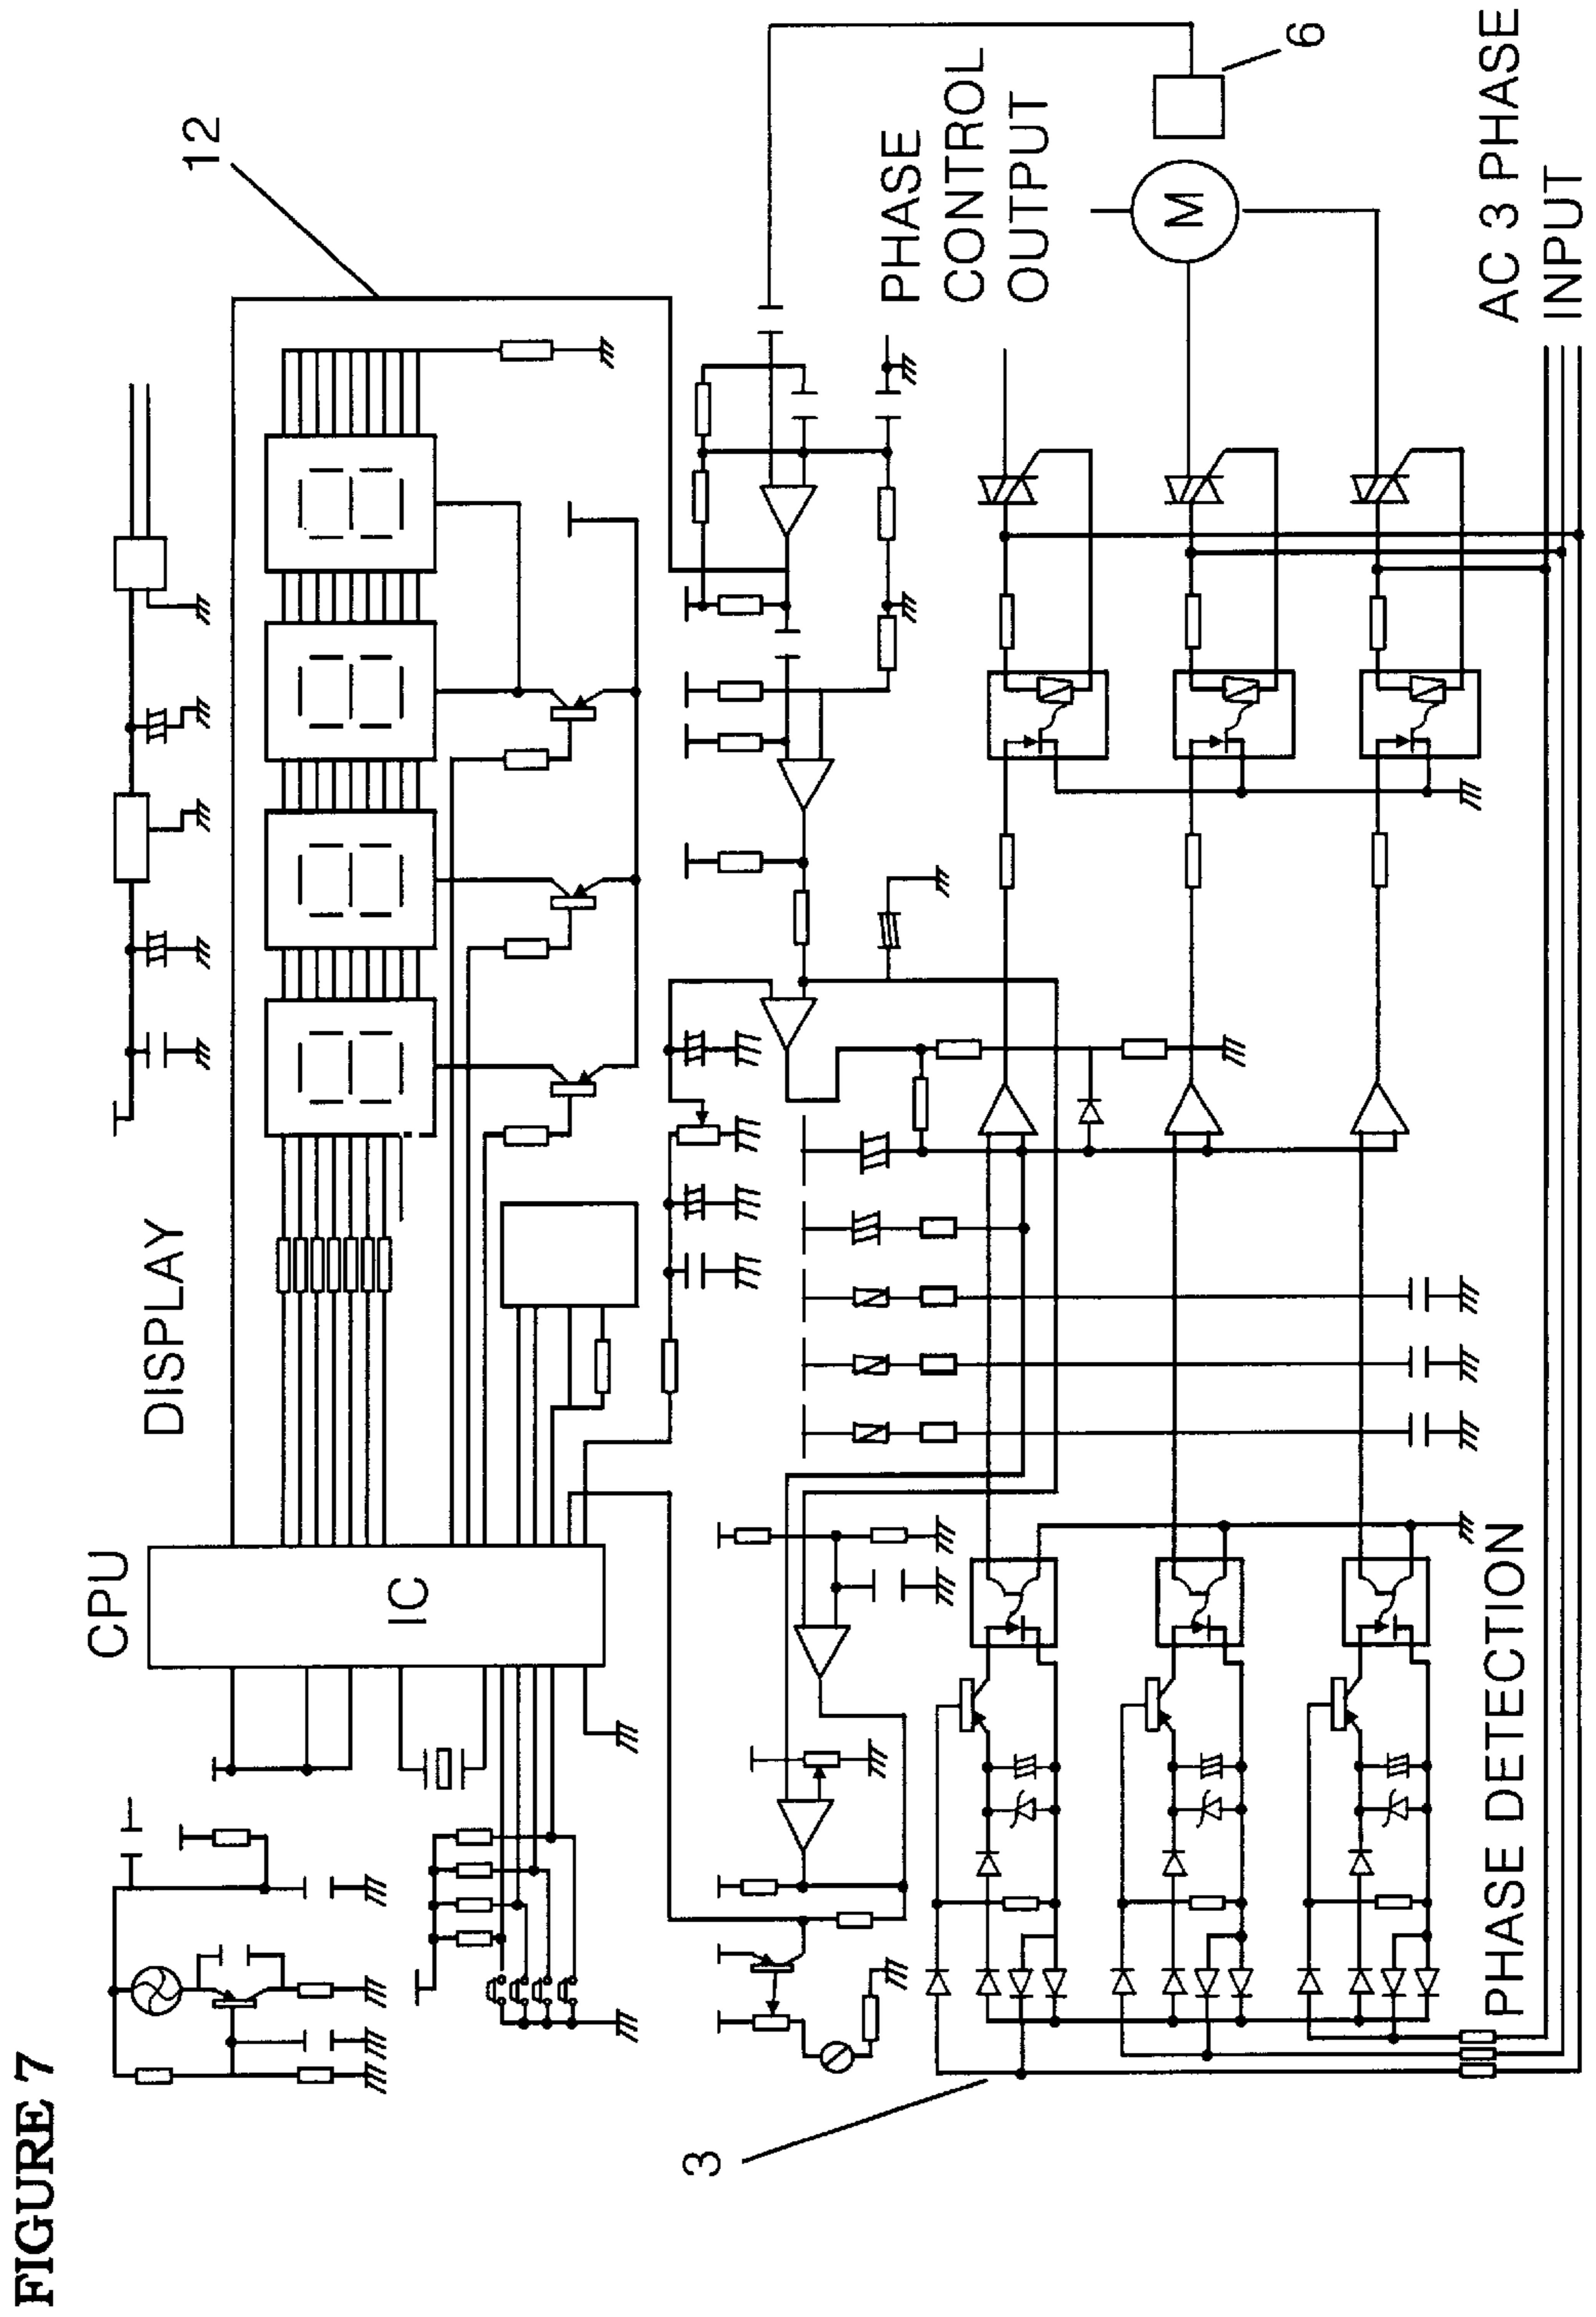 FIGURE 7
CPU
IC
DISPLAY
12
3
PHASE DETECTION
PHASE
CONTROL
OUTPUT
M
6
AC 3 PHASE
INPUT